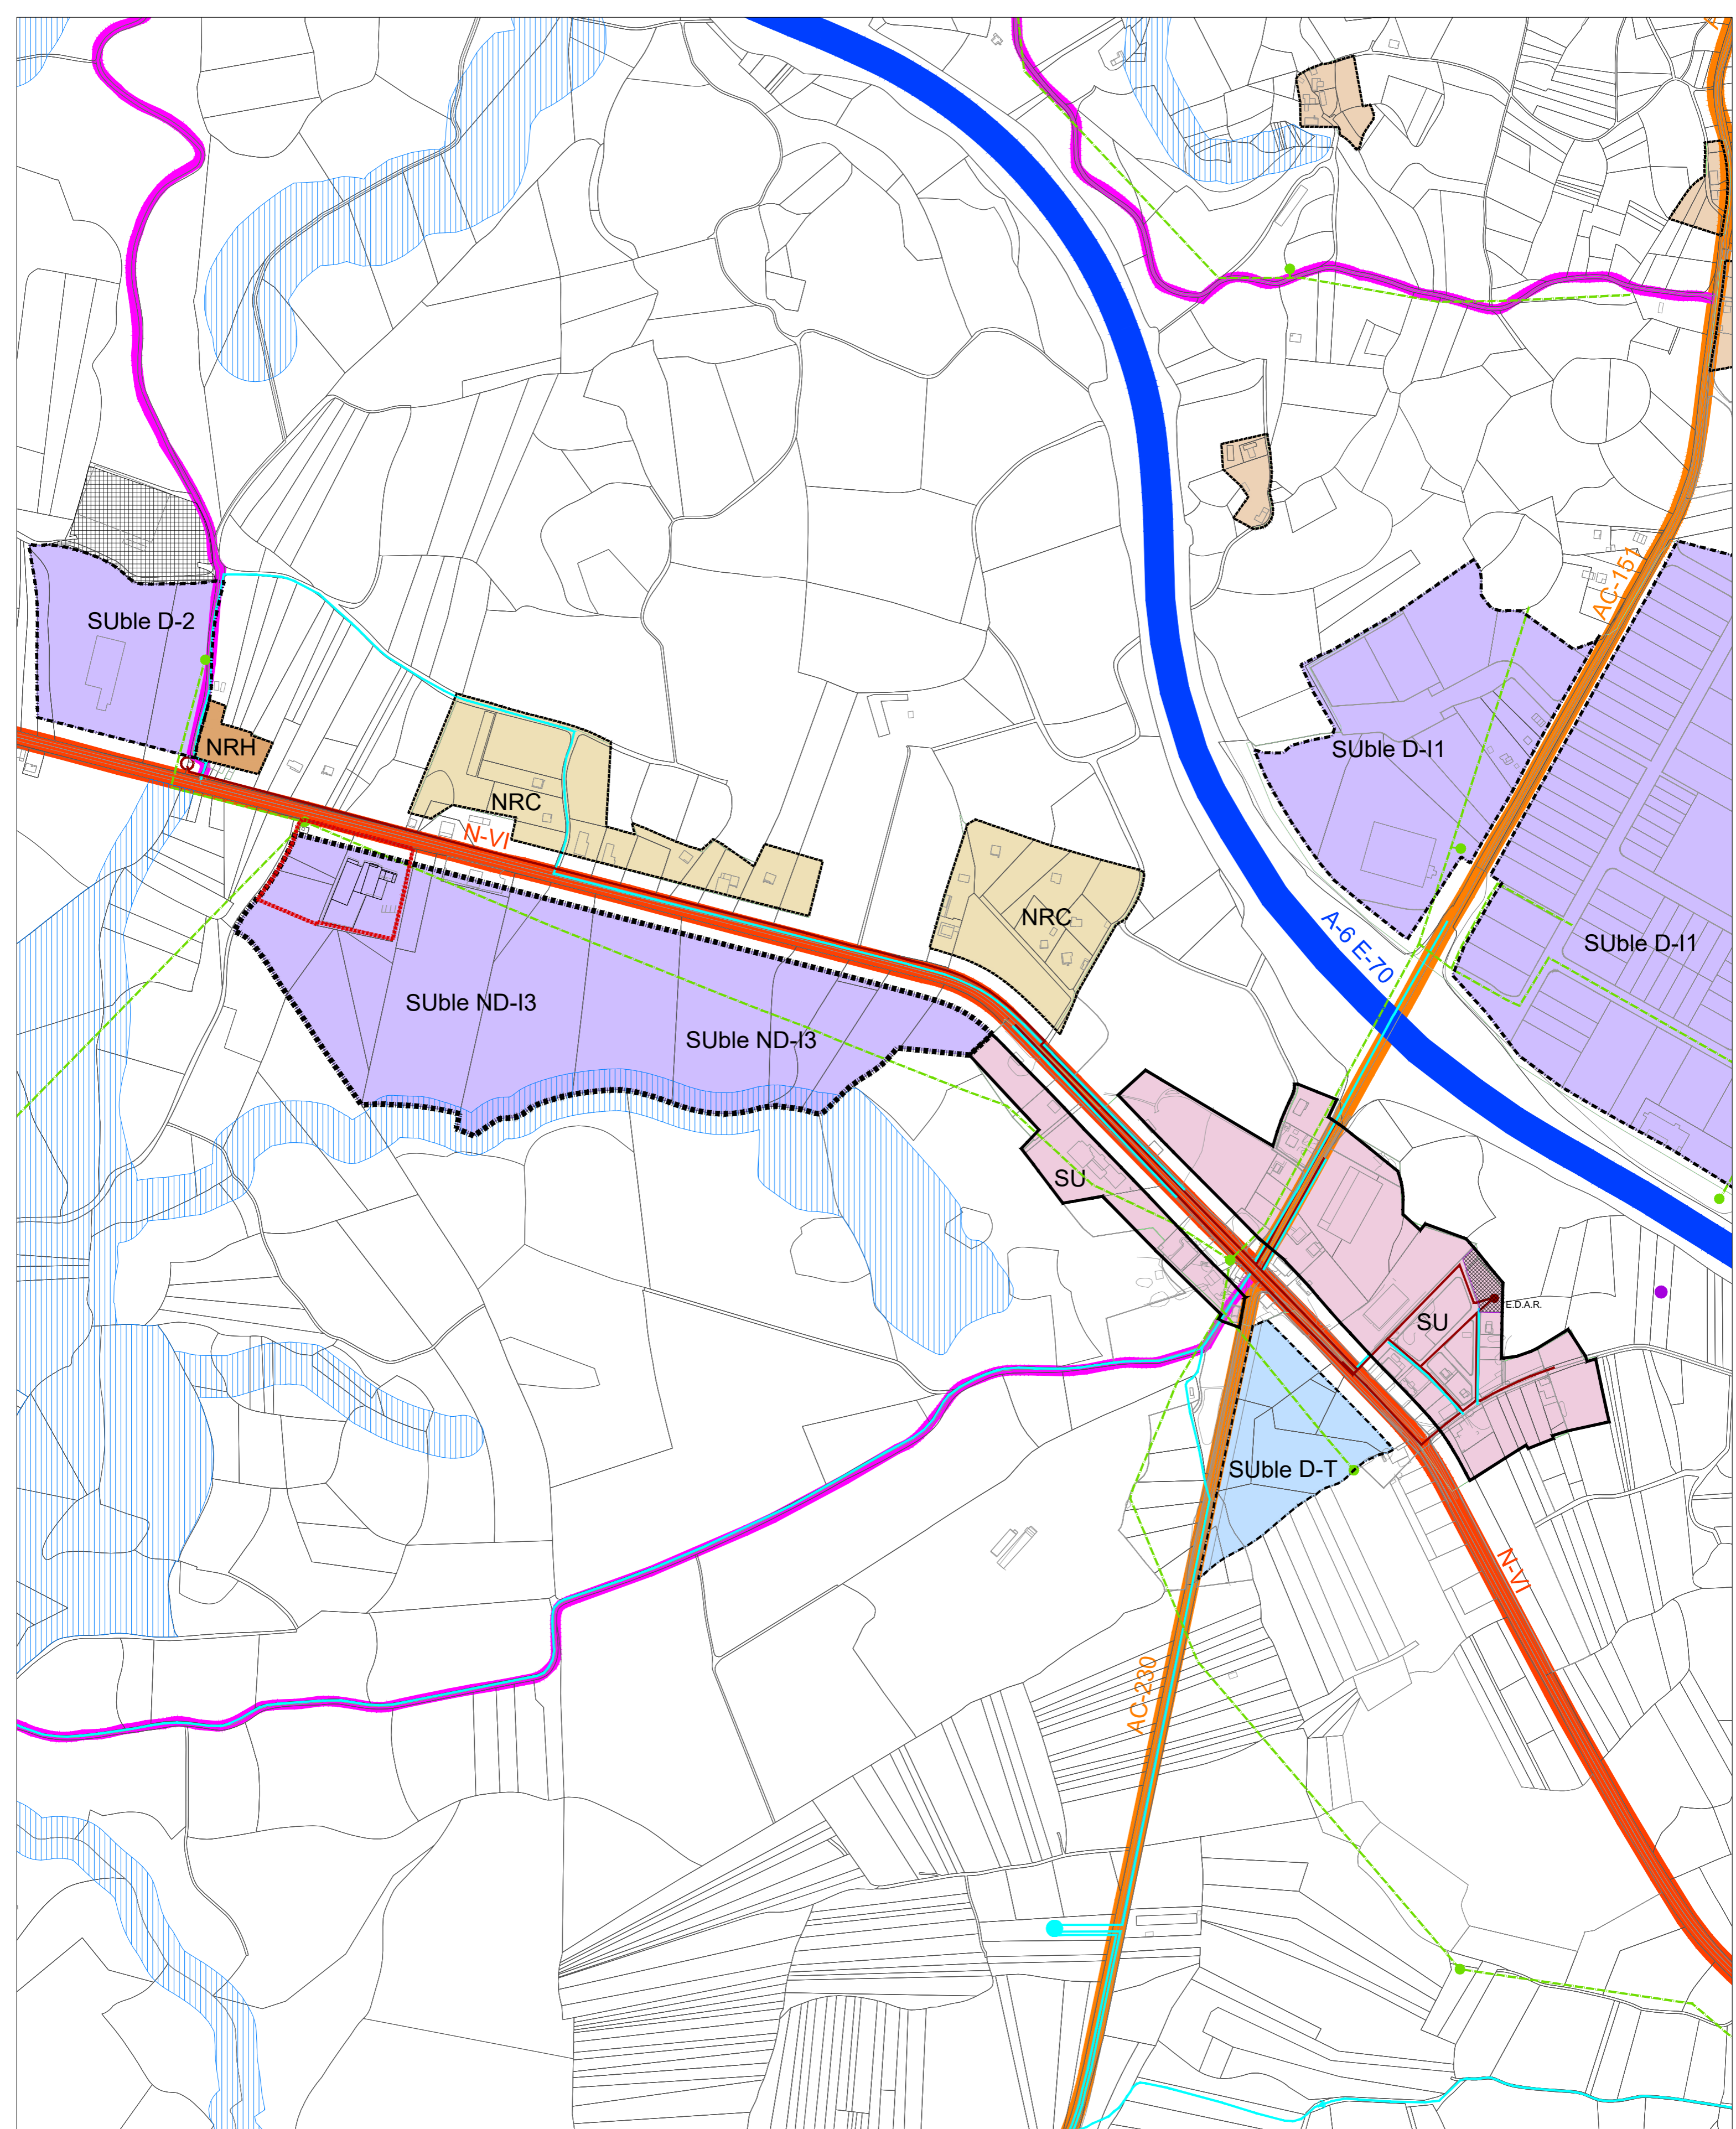 SUble D-2
AC-151
NRH
SUble D-I1
NRC
N-VI
NRC
A-6 E-70
SUble D-I1
SUble ND-I3
SUble ND-I3
SU
E.D.A.R.
SU
SUble D-T
N-VI
AC-230